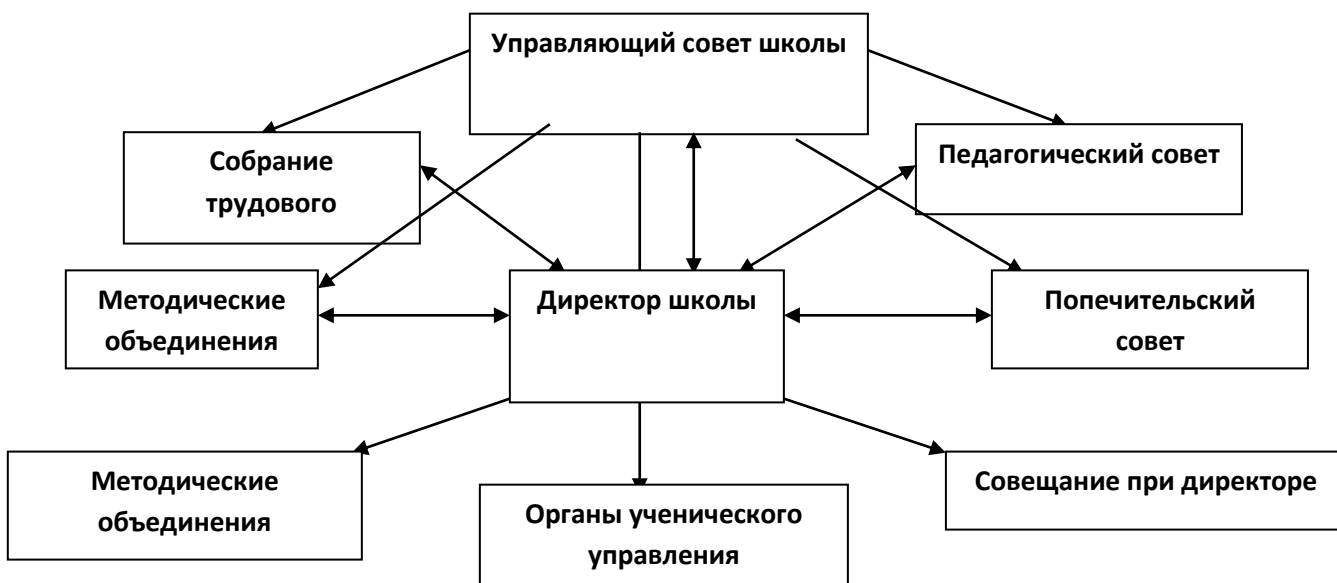 Управляющий совет школы
Собрание
трудового
Педагогический совет
Методические
объединения
Директор школы
Попечительский
совет
Методические
объединения
Органы ученического
управления
Совещание при директоре